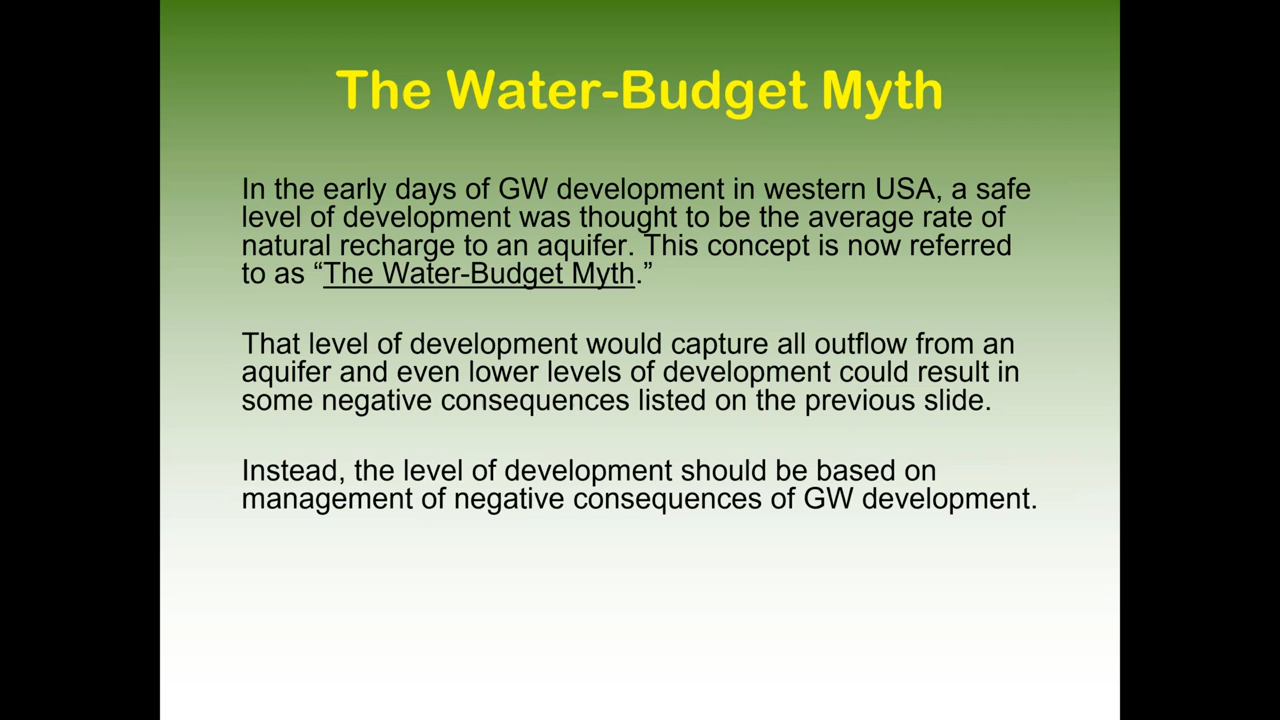 The Water-Budget Myth
In the early days of GW development in western USA, a safe
level of development was thought to be the average rate of
natural recharge to an aquifer. This concept is now referred
to as “The Water-Budget Myth.”
That level of development would capture all outflow from an
aquifer and even lower levels of development could result in
some negative consequences listed on the previous slide.
Instead, the level of development should be based on
management of negative consequences of GW development.